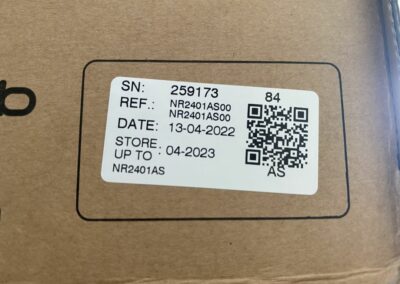 SN: 259173 84
REF.: NR2401AS00
NR2401AS00
DATE: 13-04-2022
STORE UP TO : 04-2023
NR2401AS
AS